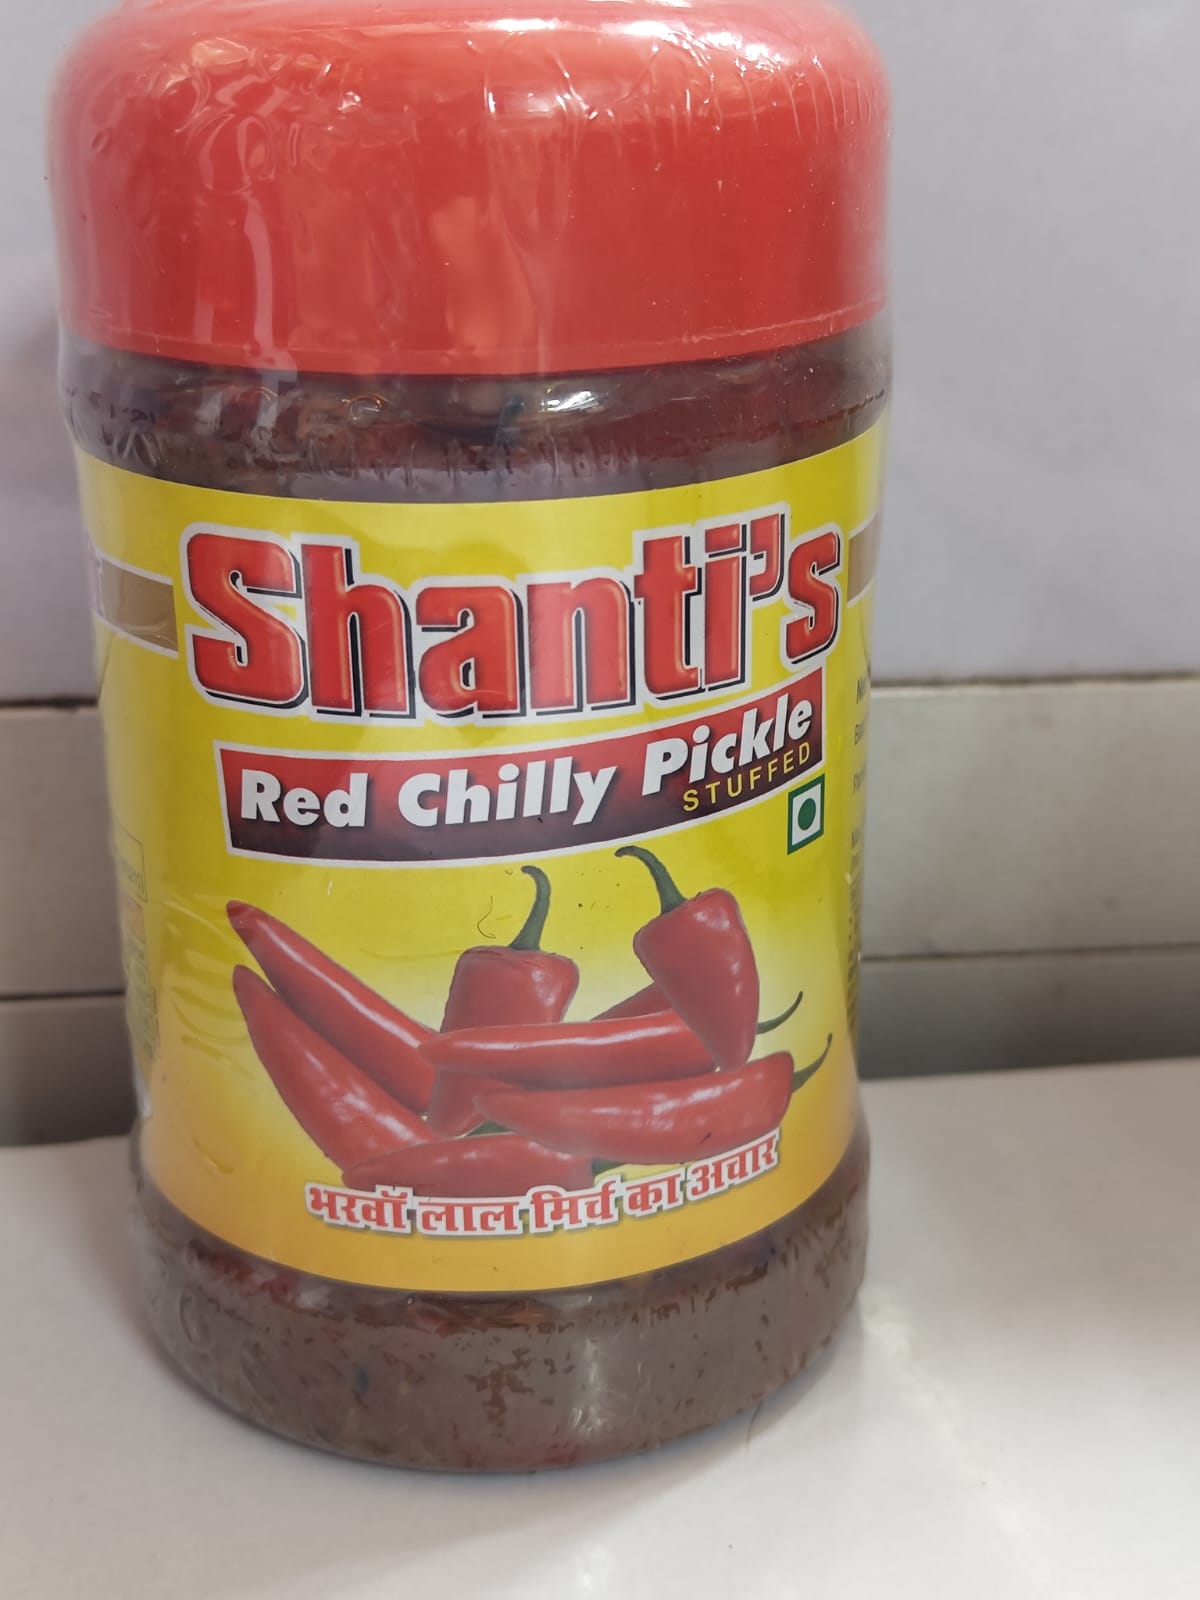 Shanti's
Red Chilly Pickle
STUFFED
भरवाँ लाल मिर्च का अचार